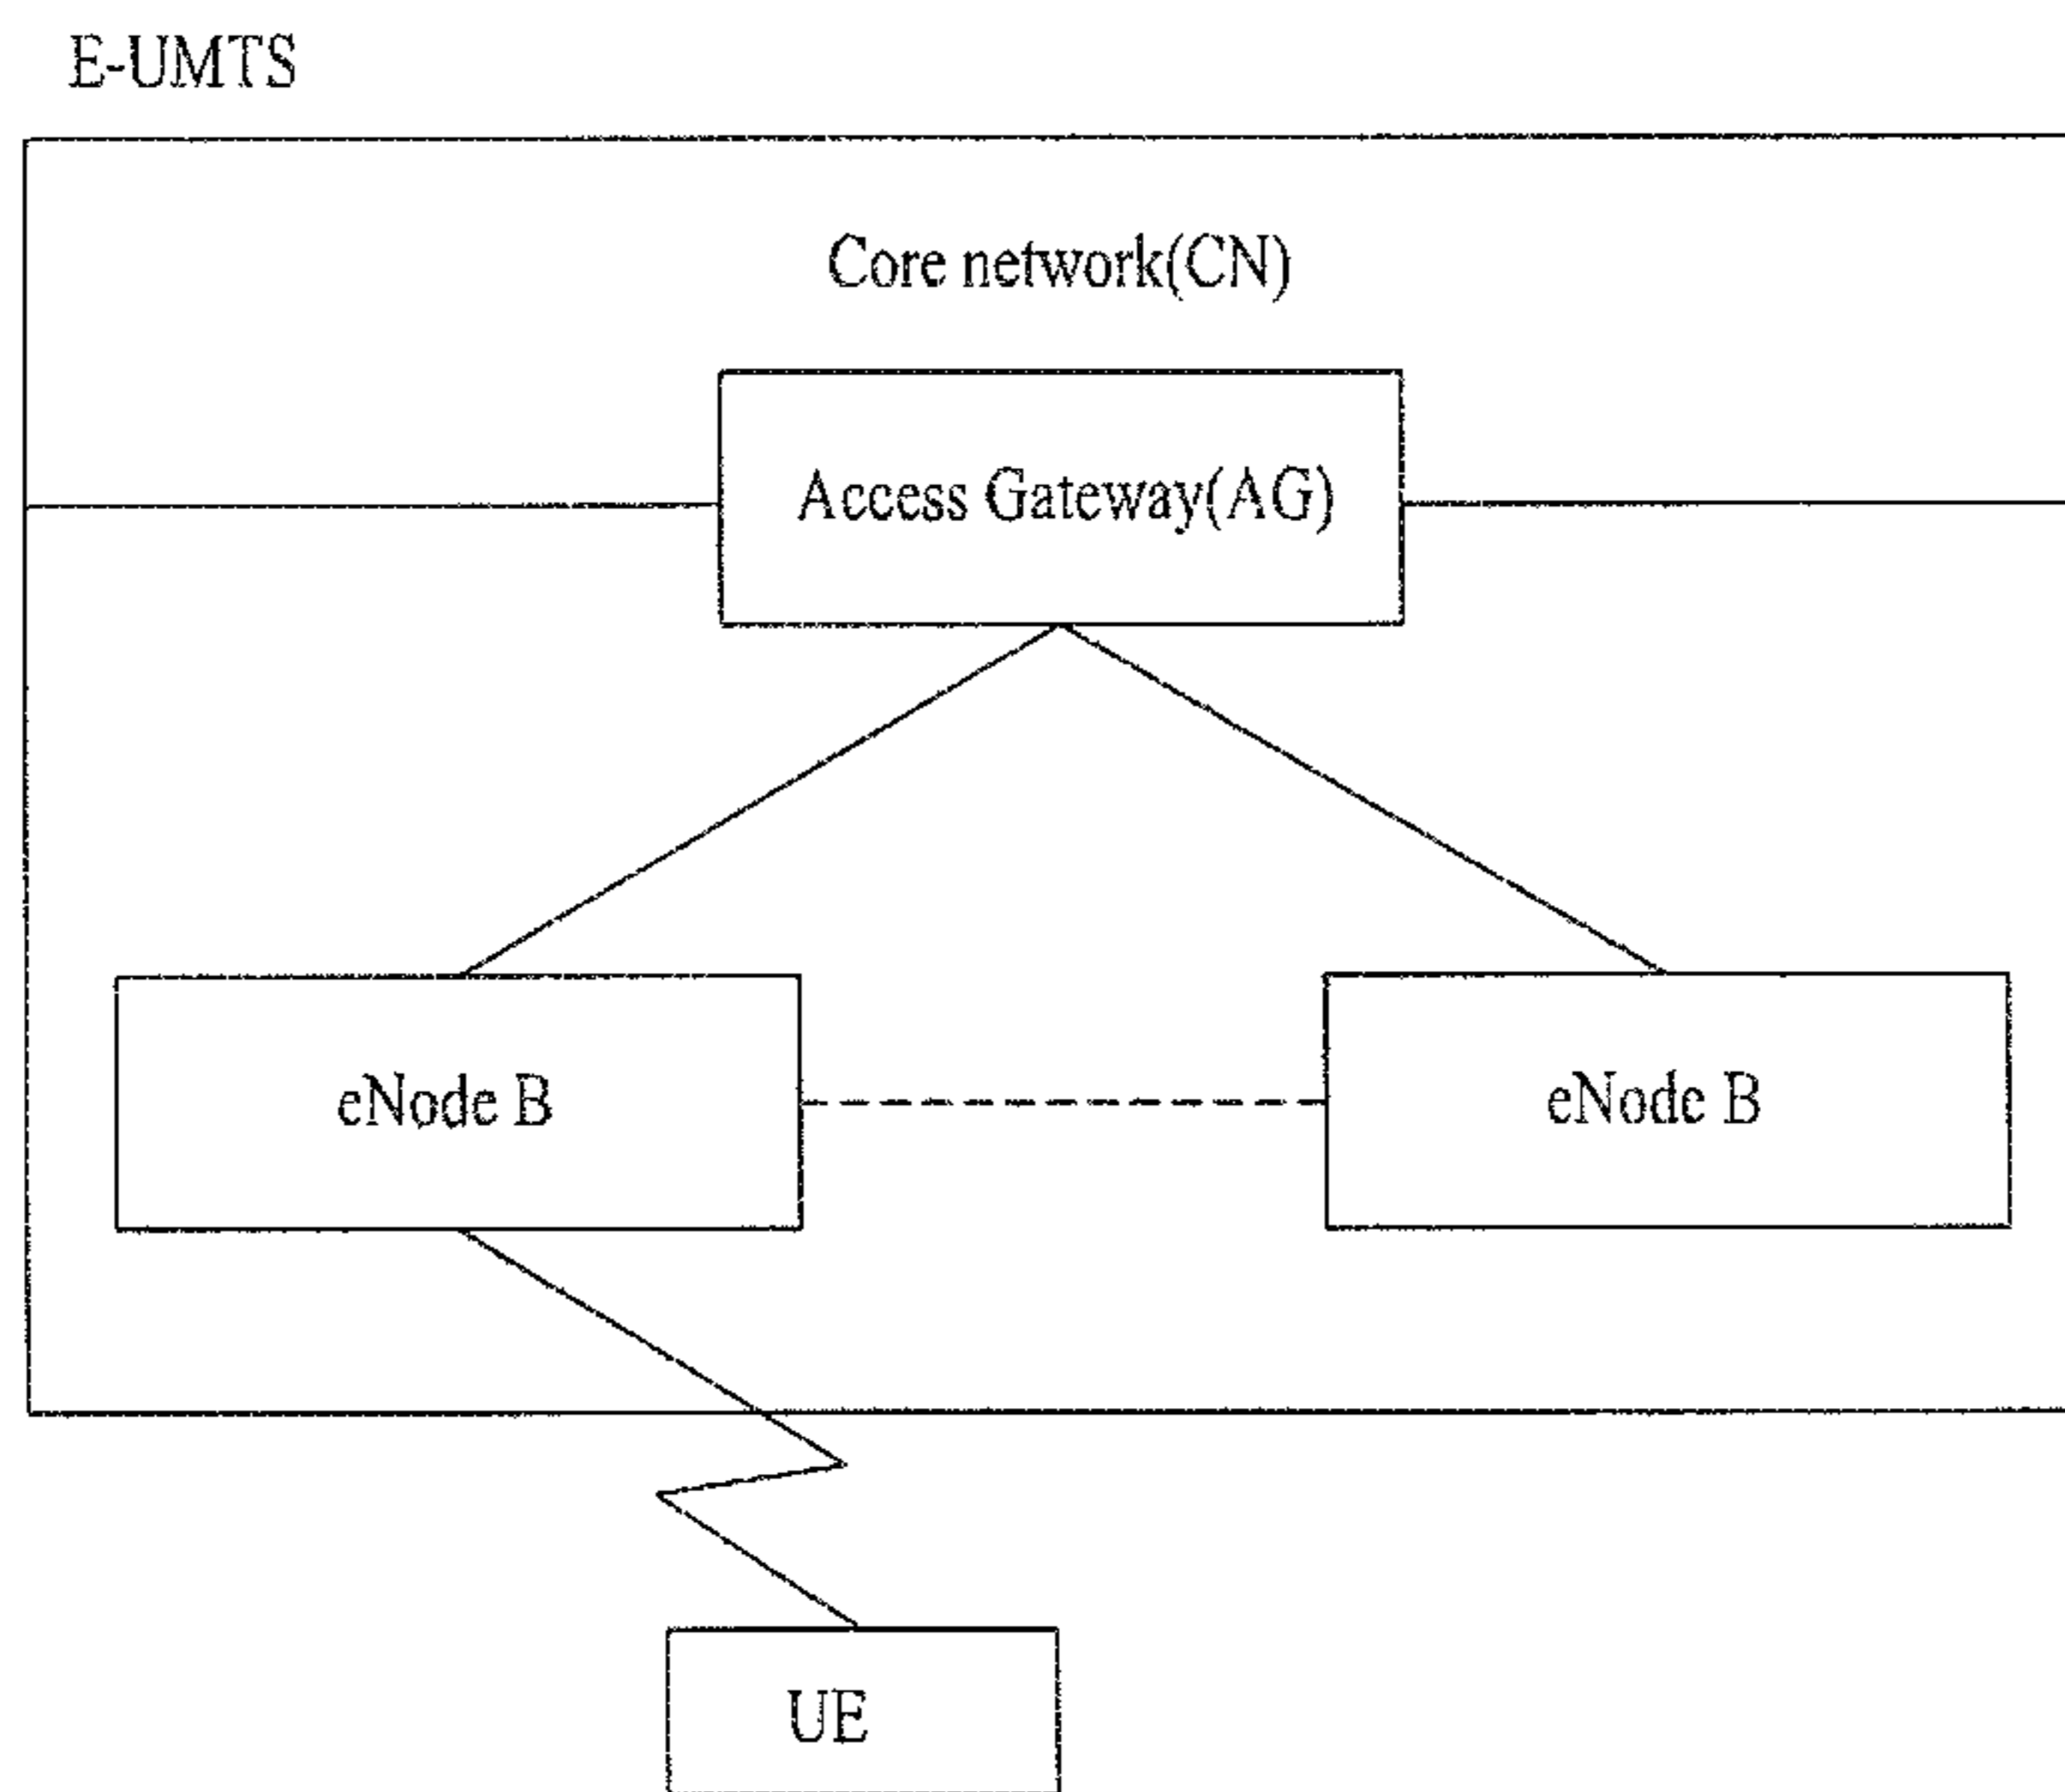 E-UMTS
Core network(CN)
Access Gateway(AG)
eNode B
eNode B
UE